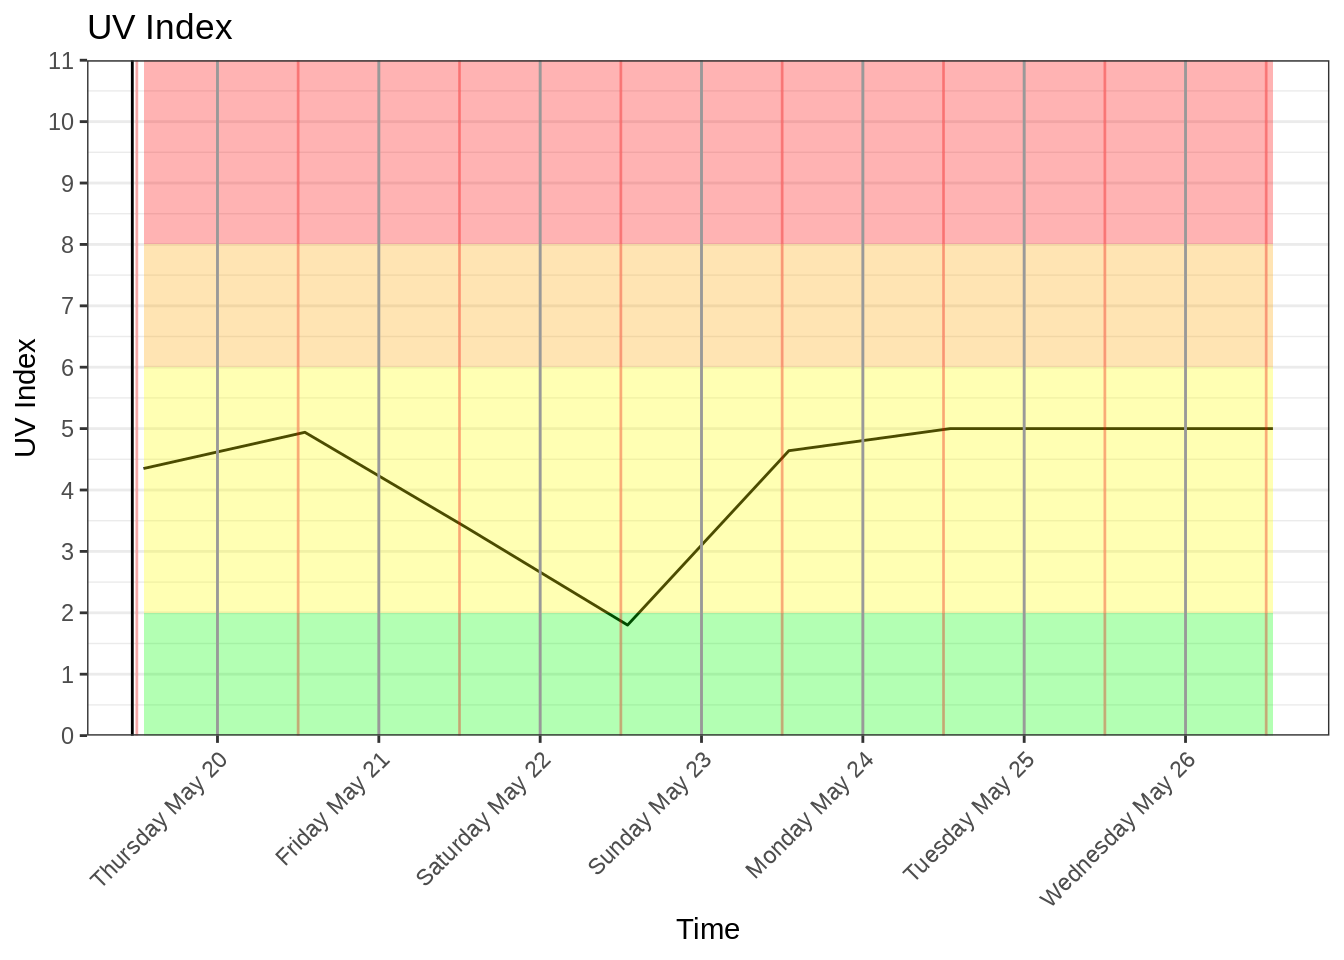 UV Index
11
10
9
8
7
6
5
4
3
2
1
0
UV Index
Thursday May 20
Friday May 21
Saturday May 22
Sunday May 23
Monday May 24
Tuesday May 25
Wednesday May 26
Time